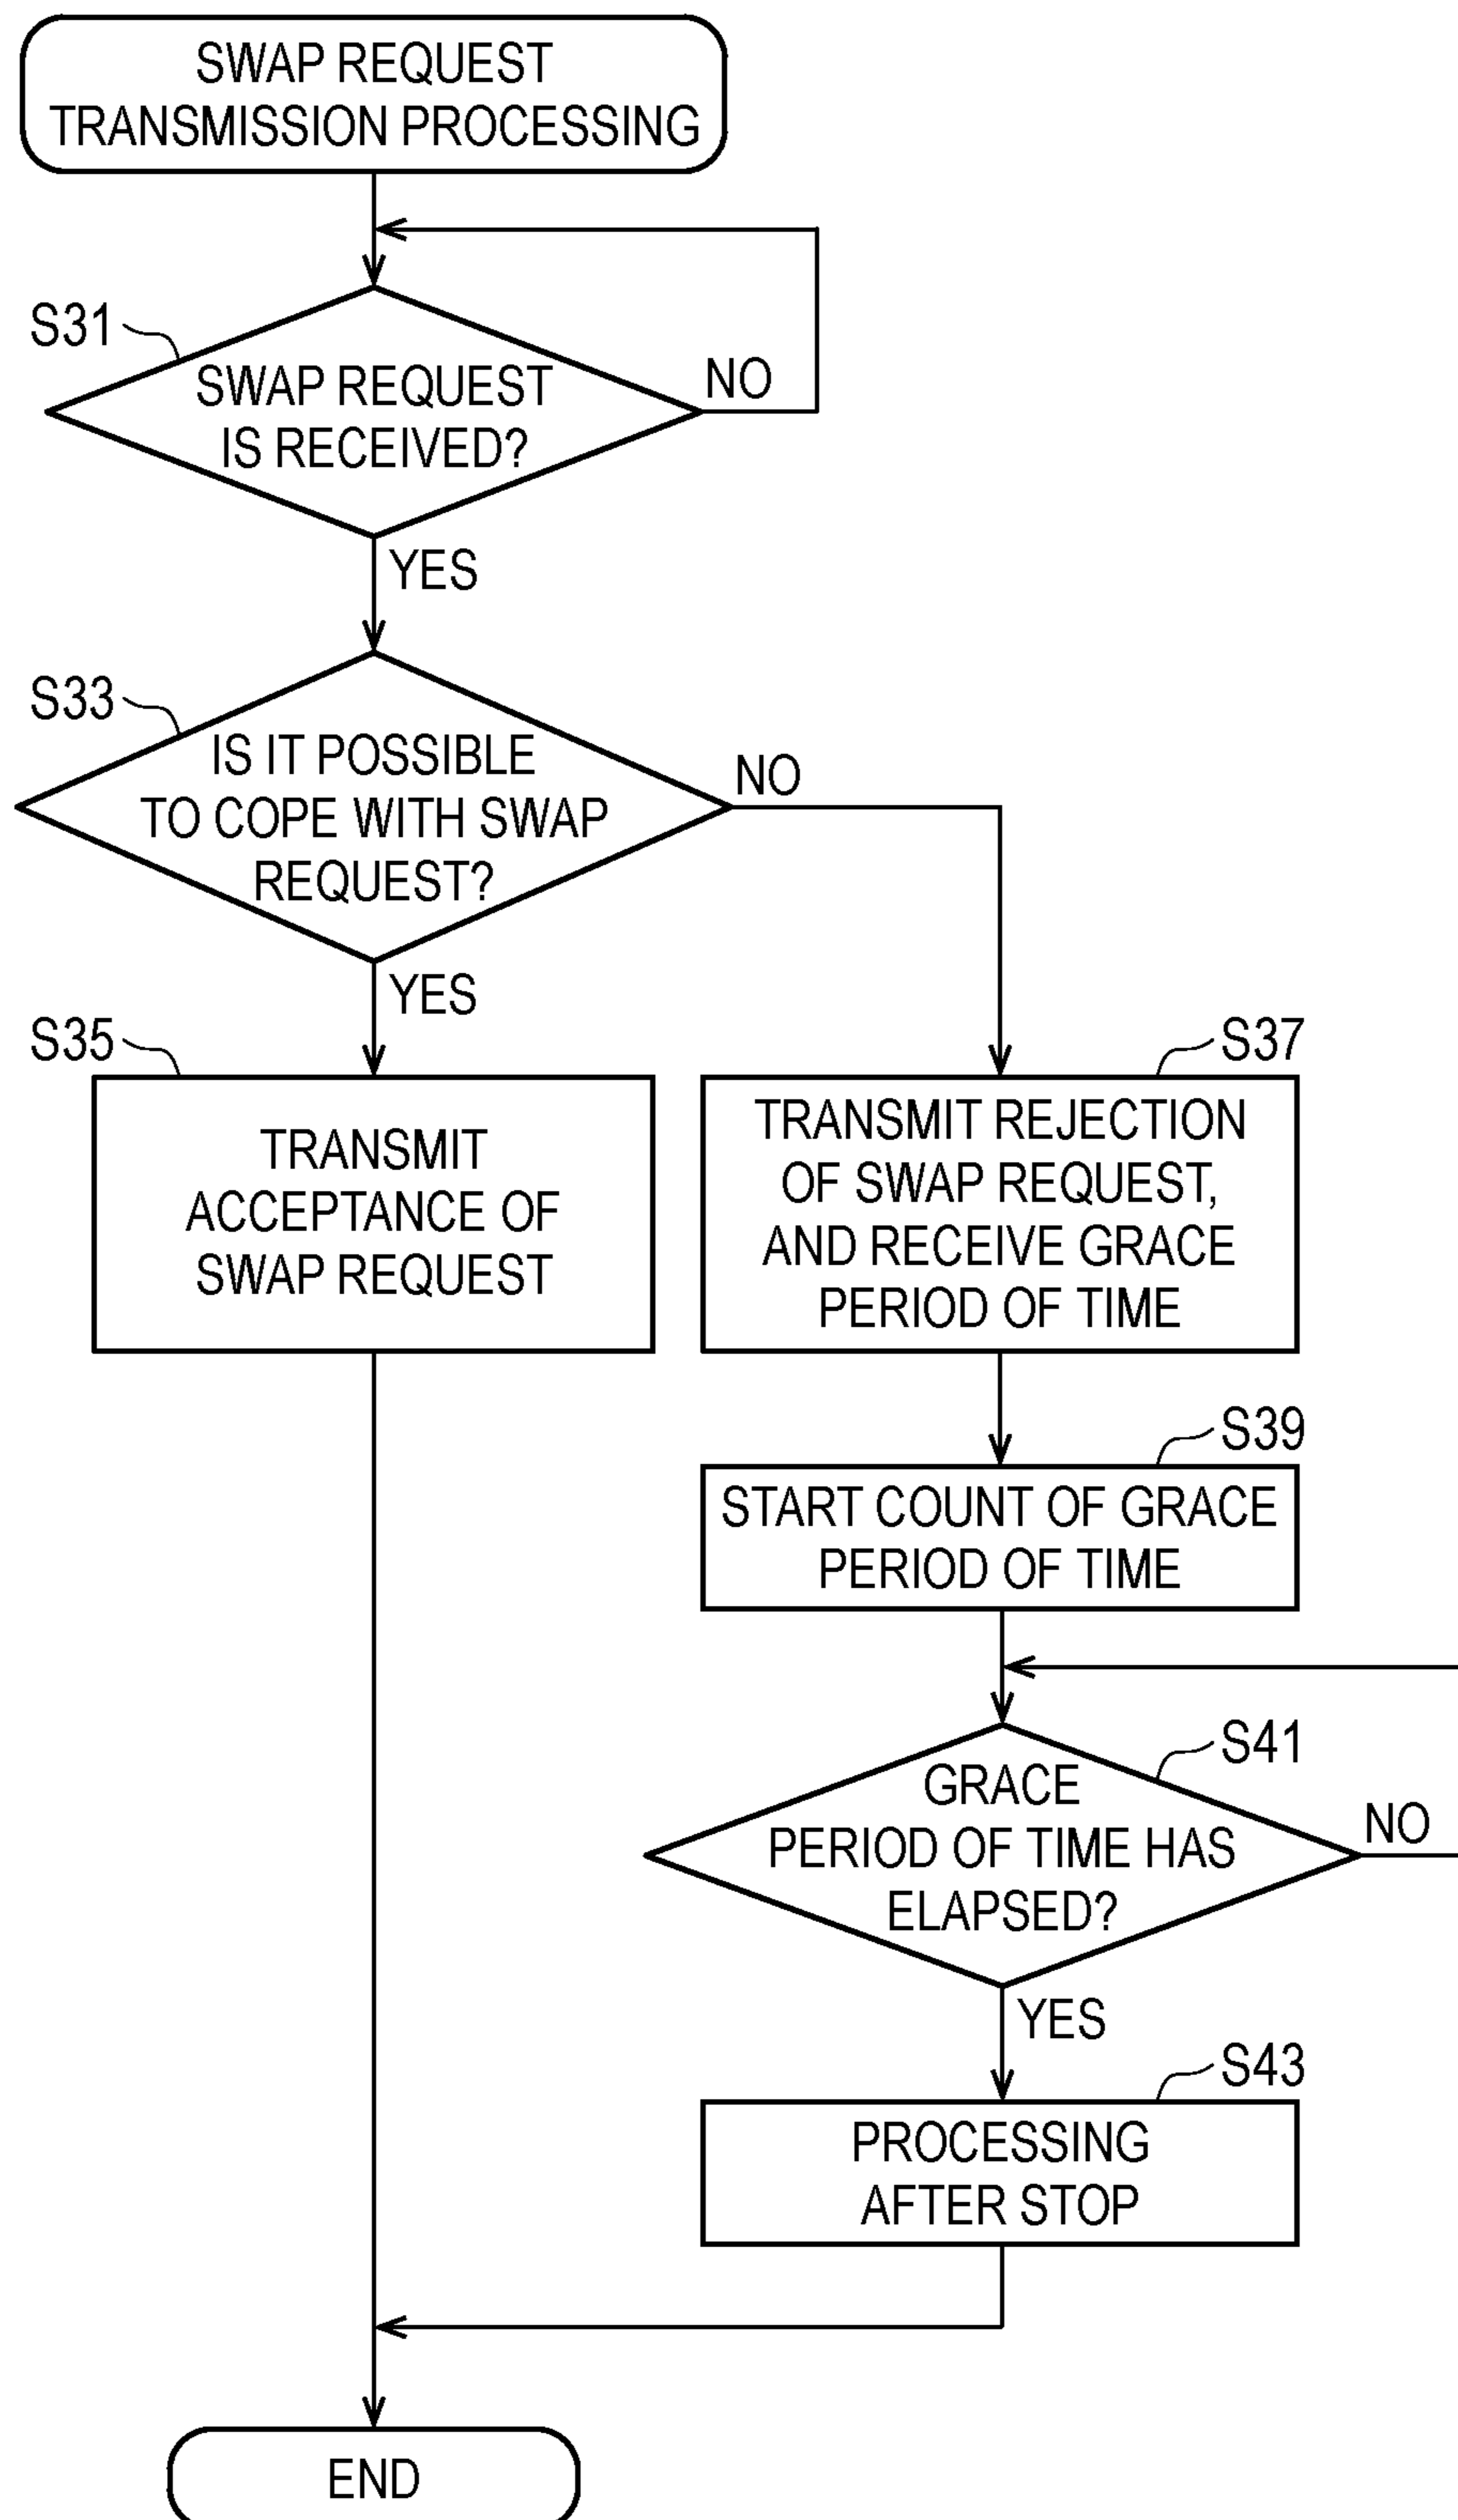 SWAP REQUEST
TRANSMISSION PROCESSING
S31
SWAP REQUEST
IS RECEIVED?
NO
YES
S33
IS IT POSSIBLE
TO COPE WITH SWAP
REQUEST?
NO
YES
S35
TRANSMIT
ACCEPTANCE OF
SWAP REQUEST
S37
TRANSMIT REJECTION
OF SWAP REQUEST,
AND RECEIVE GRACE
PERIOD OF TIME
S39
START COUNT OF GRACE
PERIOD OF TIME
S41
GRACE
PERIOD OF TIME HAS
ELAPSED?
NO
YES
S43
PROCESSING
AFTER STOP
END